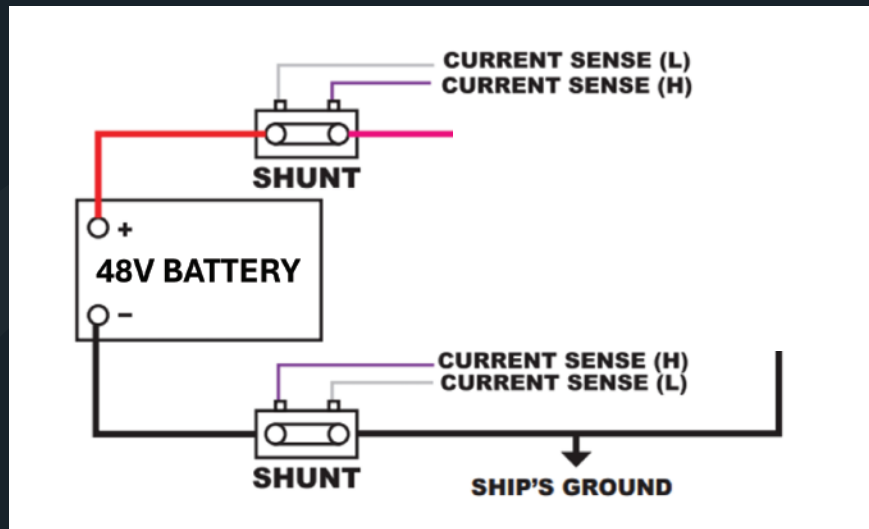 CURRENT SENSE (L)
CURRENT SENSE (H)
SHUNT
+
48V BATTERY
−
CURRENT SENSE (H)
CURRENT SENSE (L)
SHUNT
SHIP'S GROUND